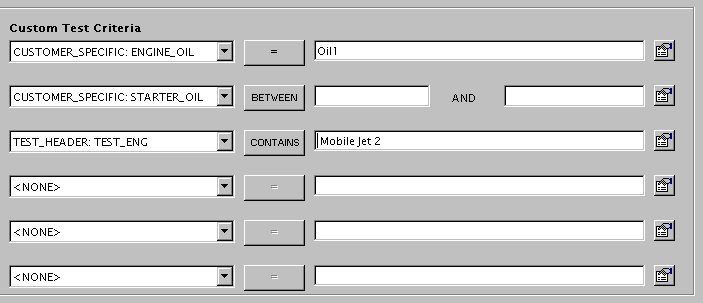 Custom Test Criteria
CUSTOMER_SPECIFIC: ENGINE_OIL = Oil1
CUSTOMER_SPECIFIC: STARTER_OIL BETWEEN AND
TEST_HEADER: TEST_ENG CONTAINS Mobile Jet 2
<NONE> =
<NONE> =
<NONE> =